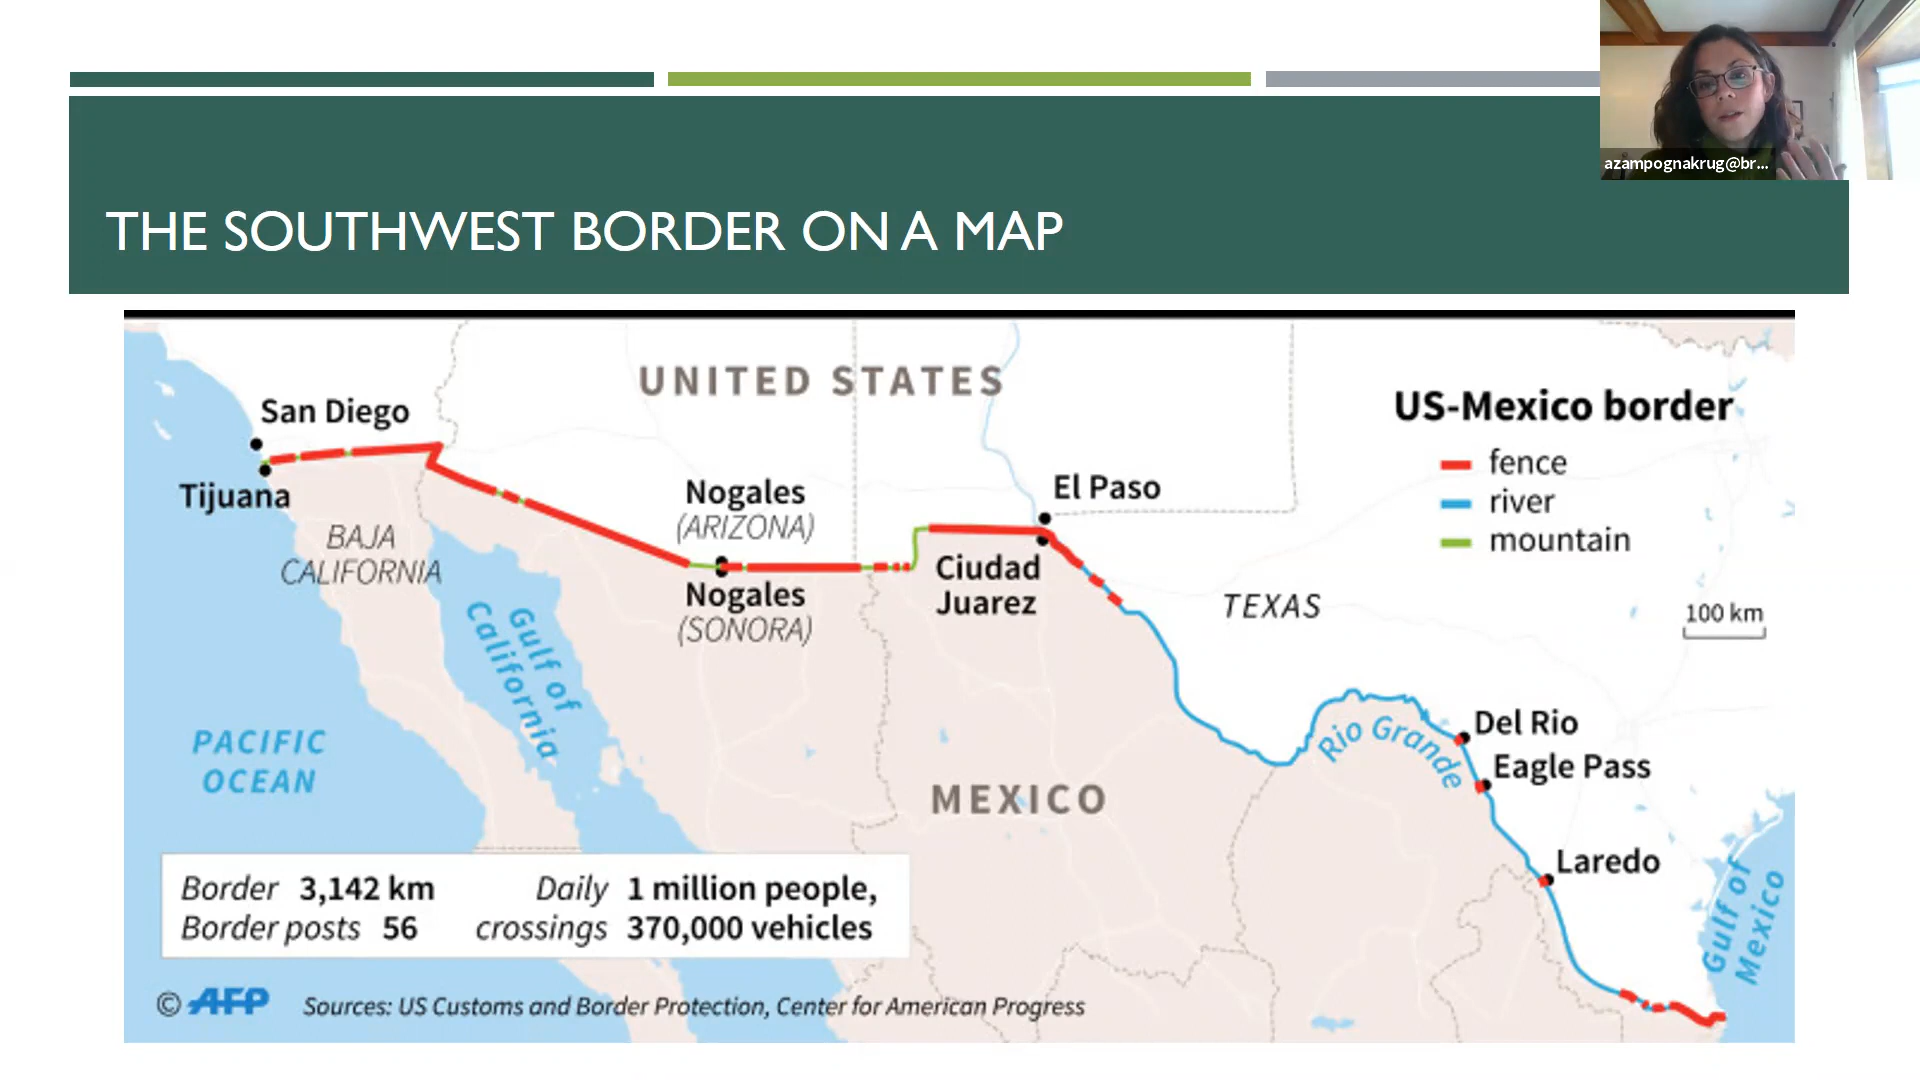 azampognakrug@br...
THE SOUTHWEST BORDER ON A MAP
UNITED STATES
US-Mexico border
fence
river
mountain
San Diego
Tijuana
BAJA
CALIFORNIA
Nogales
(ARIZONA)
Nogales
(SONORA)
El Paso
Ciudad
Juarez
TEXAS
100 km
Gulf of
California
PACIFIC
OCEAN
MEXICO
Rio Grande
Del Rio
Eagle Pass
Laredo
Gulf of
Mexico
Border 3,142 km Daily 1 million people,
Border posts 56 crossings 370,000 vehicles
© AFP Sources: US Customs and Border Protection, Center for American Progress